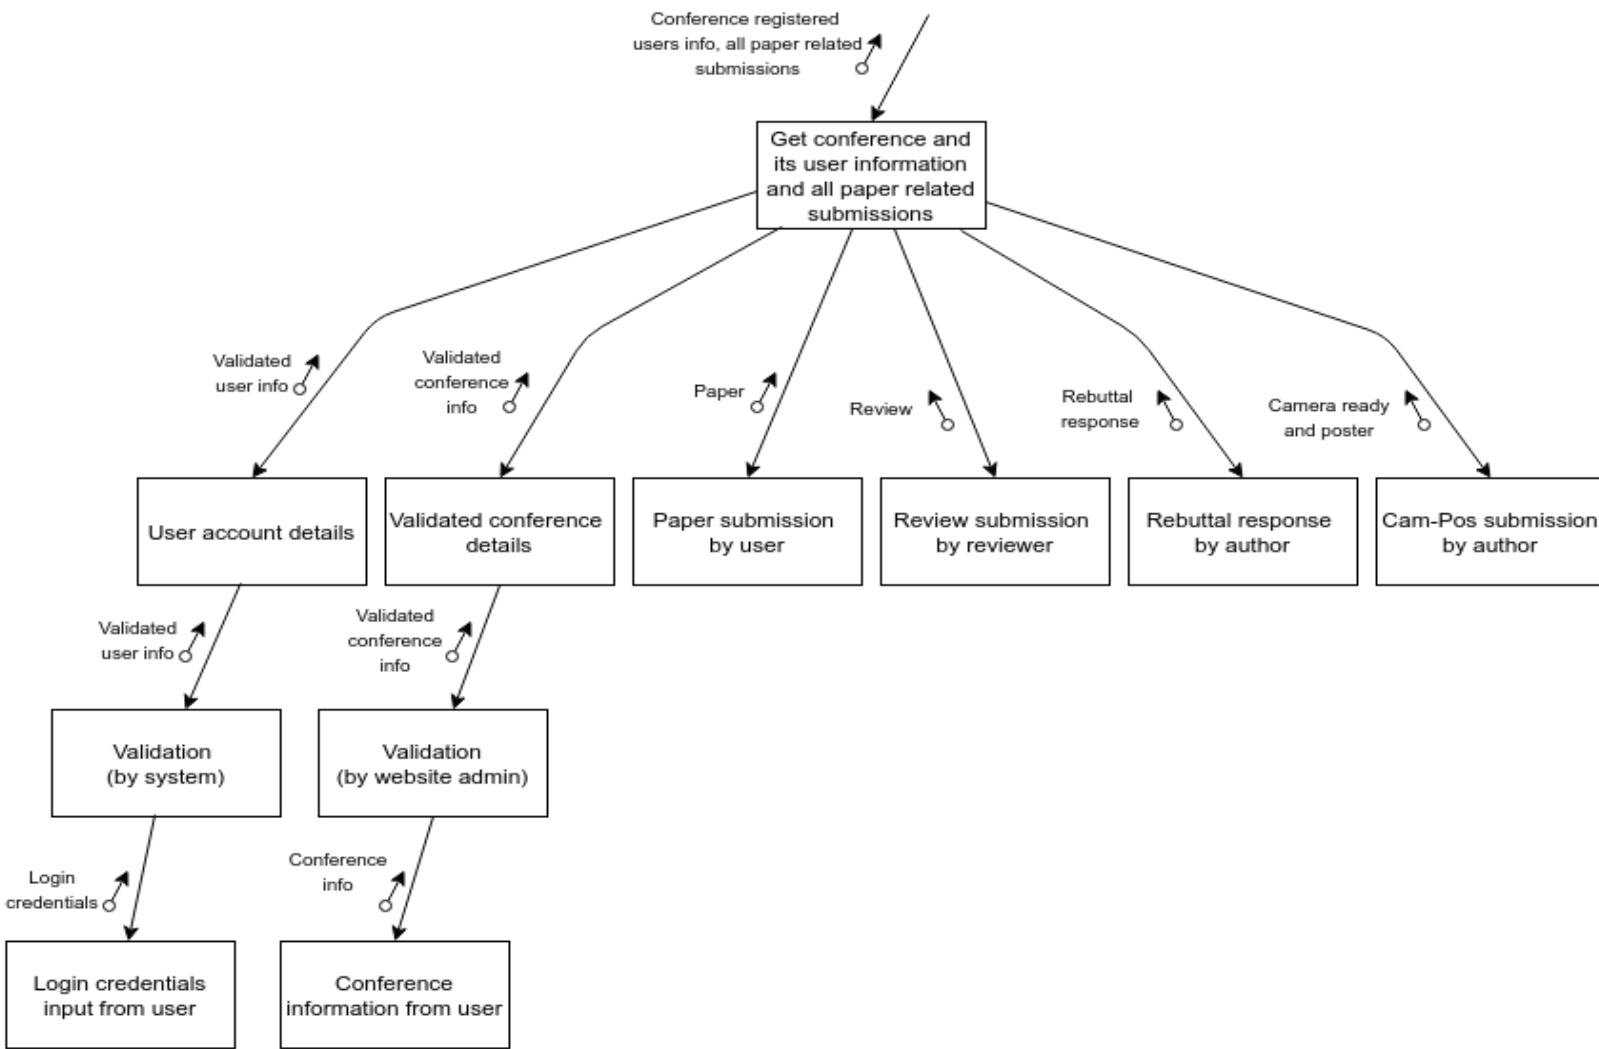 Conference registered
users info, all paper related
submissions
Get conference and
its user information
and all paper related
submissions
Validated
user info
Validated
conference
info
Paper
Review
Rebuttal
response
Camera ready
and poster
User account details
Validated conference
details
Paper submission
by user
Review submission
by reviewer
Rebuttal response
by author
Cam-Pos submission
by author
Validated
user info
Validated
conference
info
Validation
(by system)
Validation
(by website admin)
Login
credentials
Conference
info
Login credentials
input from user
Conference
information from user